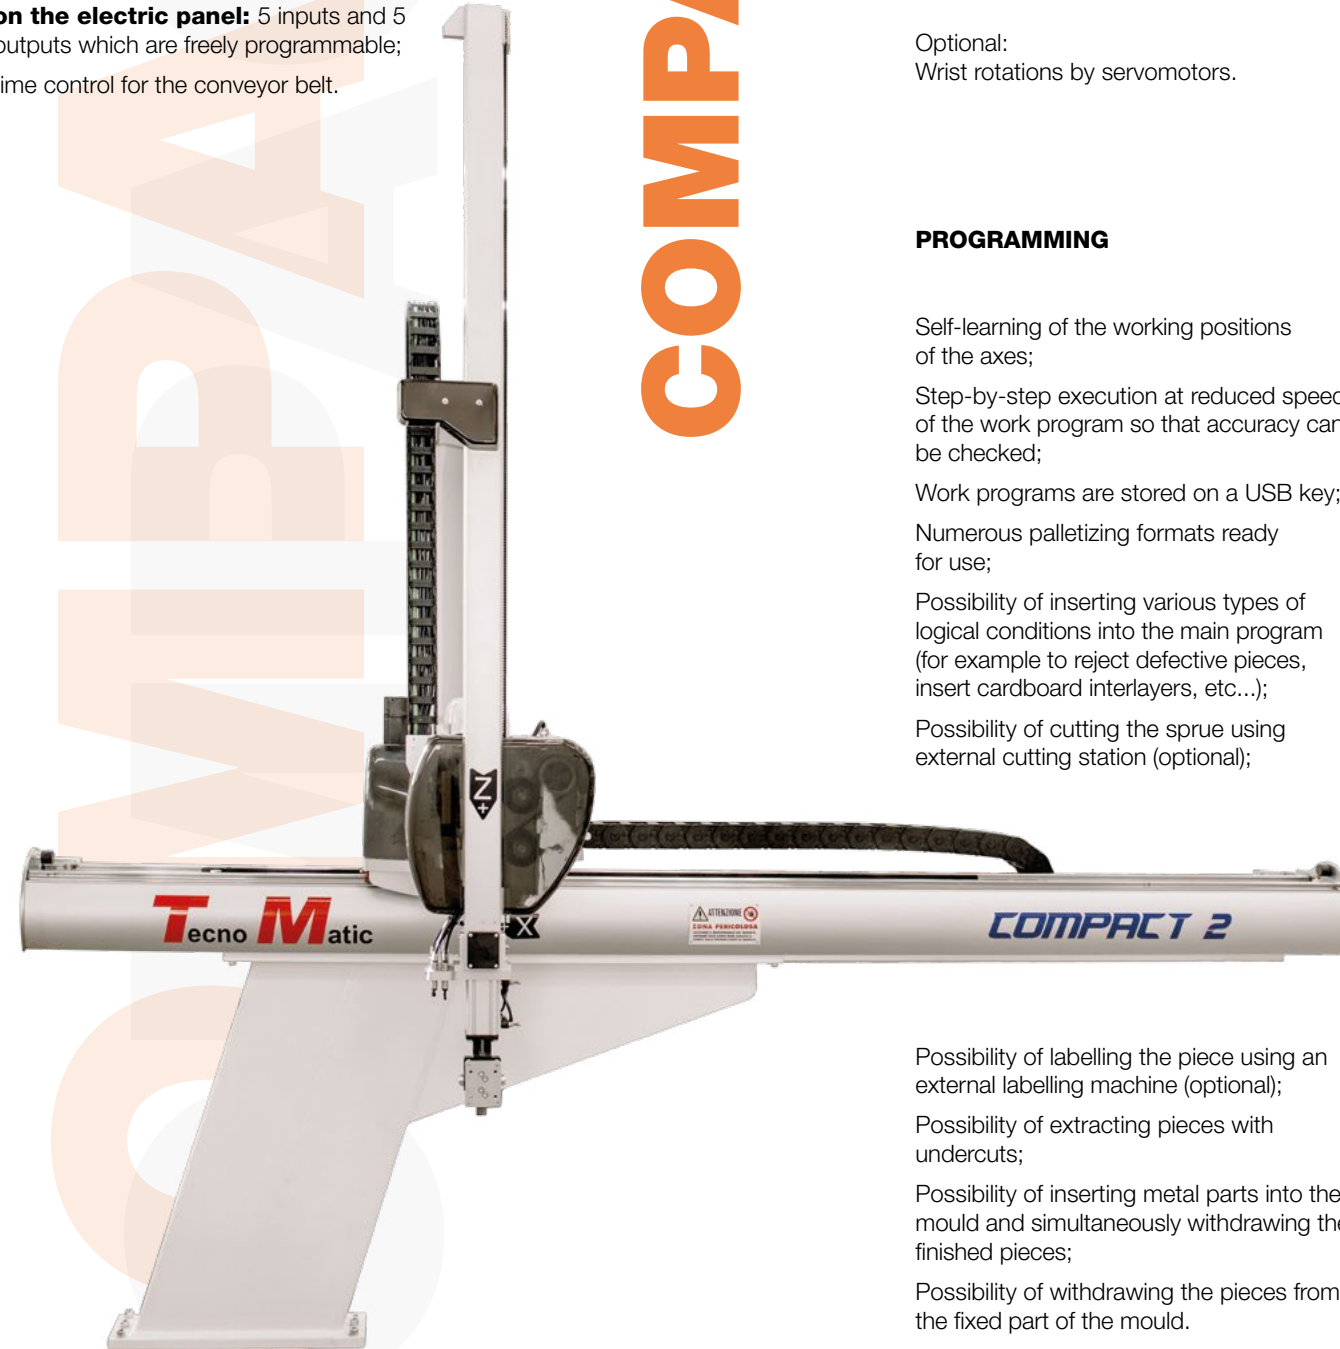 on the electric panel: 5 inputs and 5
outputs which are freely programmable;
ime control for the conveyor belt.
COMPA
Optional:
Wrist rotations by servomotors.
PROGRAMMING
Self-learning of the working positions
of the axes;
Step-by-step execution at reduced speed
of the work program so that accuracy can
be checked;
Work programs are stored on a USB key;
Numerous palletizing formats ready
for use;
Possibility of inserting various types of
logical conditions into the main program
(for example to reject defective pieces,
insert cardboard interlayers, etc...);
Possibility of cutting the sprue using
external cutting station (optional);
Z
+
X
TecnoMatic
ATTENZIONE
ZONA PERICOLOSA
COMPACT 2
Possibility of labelling the piece using an
external labelling machine (optional);
Possibility of extracting pieces with
undercuts;
Possibility of inserting metal parts into the
mould and simultaneously withdrawing the
finished pieces;
Possibility of withdrawing the pieces from
the fixed part of the mould.
COMPA